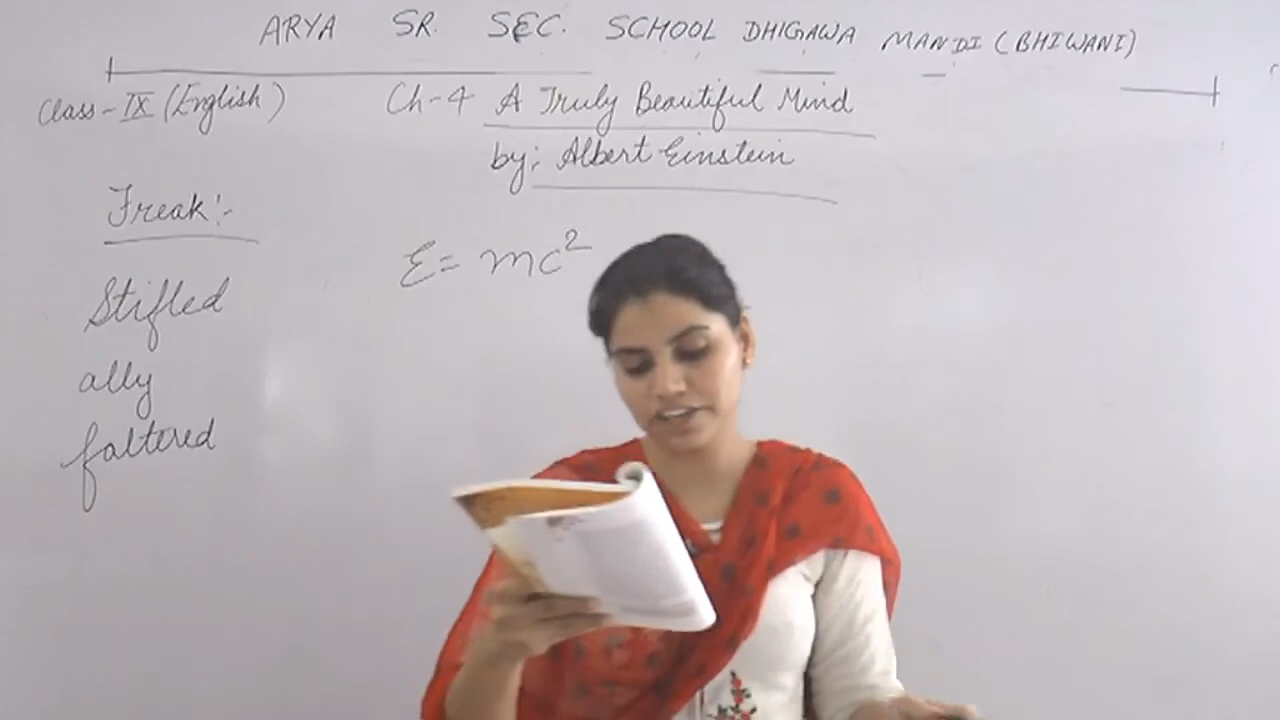 ARYA SR. SEC. SCHOOL DHIGAWA MANDI (BHIWANI)
Class-IX (English) Ch-4 A Truly Beautiful Mind
by: Albert Einstein
Freak:-
E = mc²
Stifled
ally
faltered